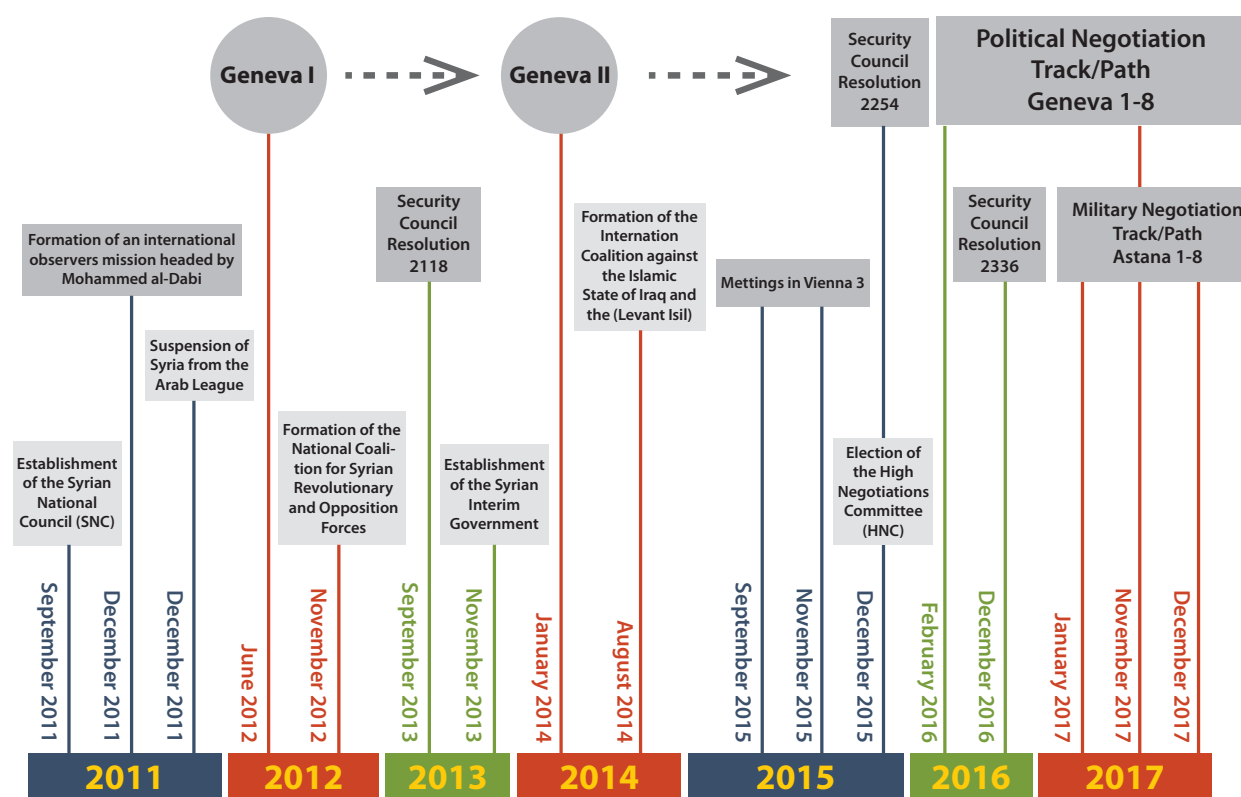 Geneva I
Geneva II
Security
Council
Resolution
2254
Political Negotiation
Track/Path
Geneva 1-8
Formation of an international
observers mission headed by
Mohammed al-Dabi
Security
Council
Resolution
2118
Formation of the
Internation
Coalition against
the Islamic
State of Iraq and
the (Levant Isil)
Mettings in Vienna 3
Security
Council
Resolution
2336
Military Negotiation
Track/Path
Astana 1-8
Suspension of
Syria from the
Arab League
Establishment
of the Syrian
National
Council (SNC)
Formation of the
National Coali-
tion for Syrian
Revolutionary
and Opposition
Forces
Establishment
of the Syrian
Interim
Government
Election of
the High
Negotiations
Committee
(HNC)
September 2011
December 2011
December 2011
June 2012
November 2012
September 2013
November 2013
January 2014
August 2014
September 2015
November 2015
December 2015
February 2016
December 2016
January 2017
November 2017
December 2017
2011
2012
2013
2014
2015
2016
2017